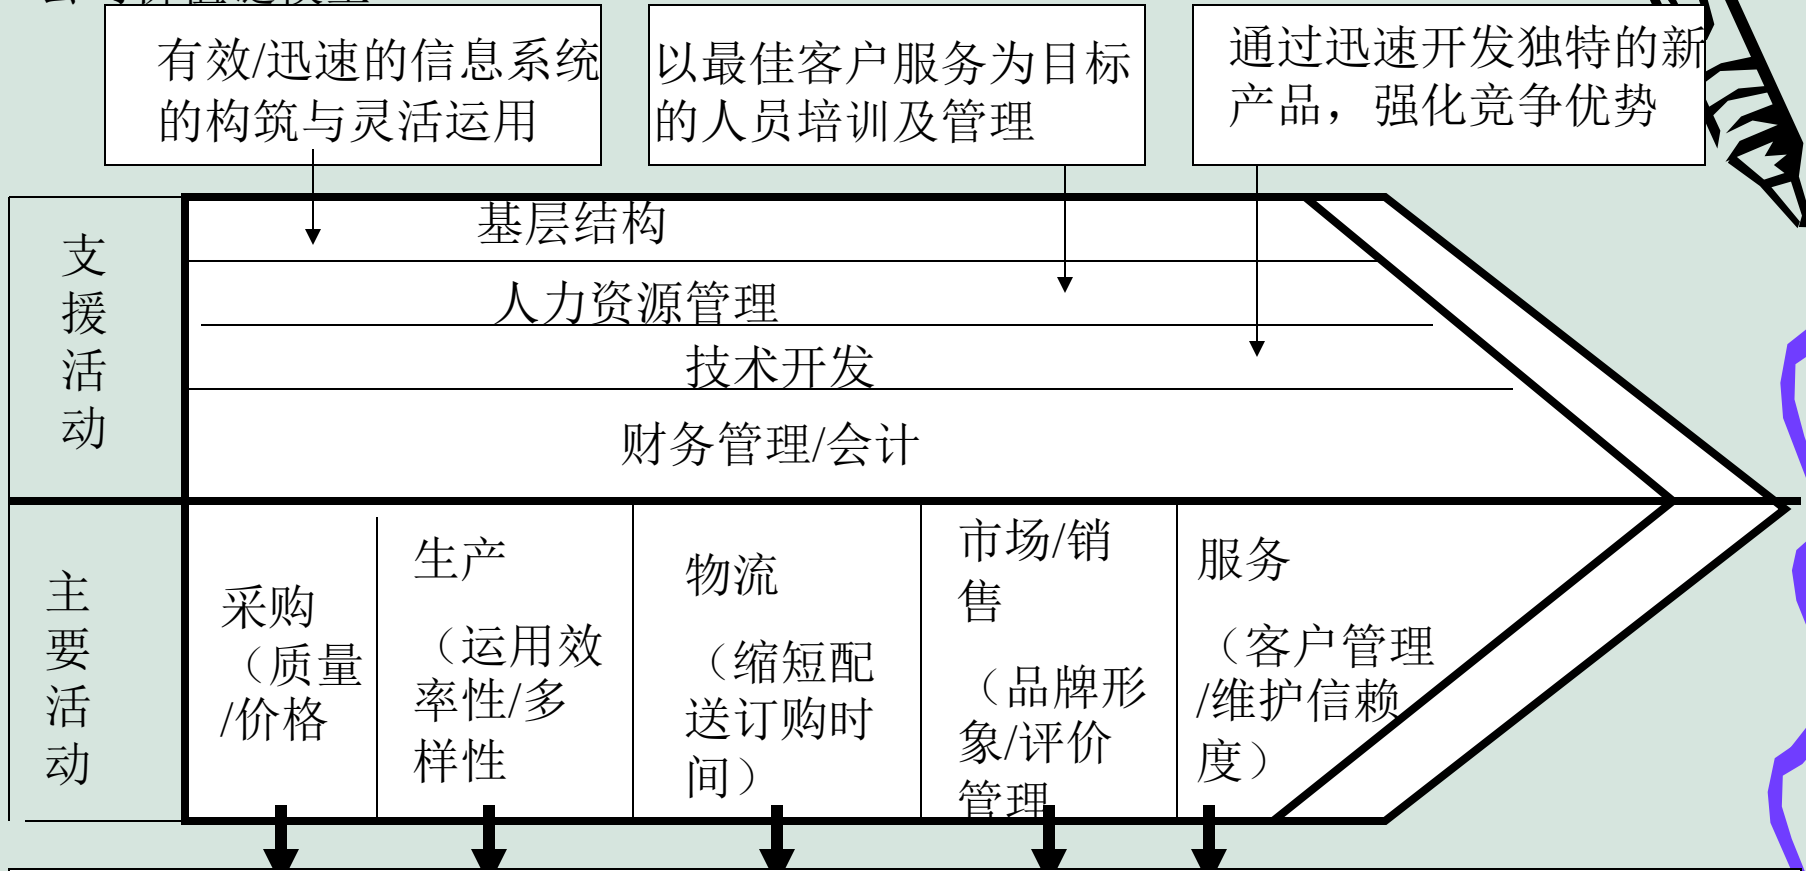 有效/迅速的信息系统
的构筑与灵活运用
以最佳客户服务为目标
的人员培训及管理
通过迅速开发独特的新
产品，强化竞争优势
支
援
活
动
基层结构
人力资源管理
技术开发
财务管理/会计
主
要
活
动
采购
（质量
/价格
生产
（运用效
率性/多
样性
物流
（缩短配
送订购时
间）
市场/销
售
（品牌形
象/评价
管理
服务
（客户管理
/维护信赖
度）